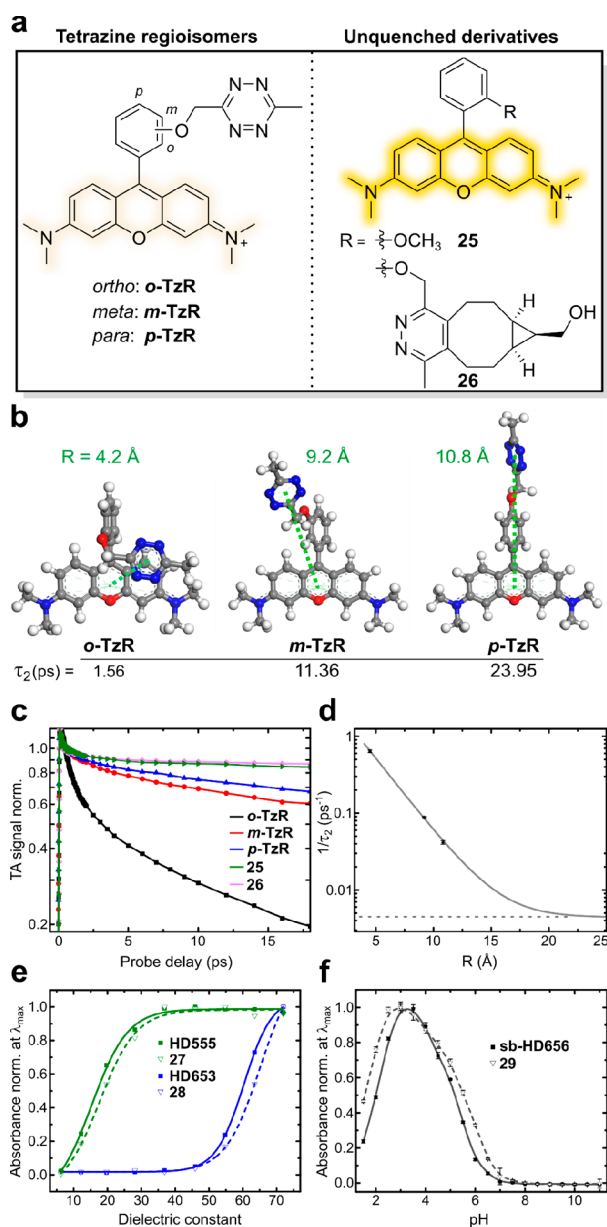 a
Tetrazine regioisomers
Unquenched derivatives
p
m
o
O
N N
N N
N
O
N
+
ortho: o-TzR
meta: m-TzR
para: p-TzR
R
N
O
N
+
R = OCH3 25
O
N
N
H
H
OH
26
b
R = 4.2 Å 9.2 Å 10.8 Å
o-TzR m-TzR p-TzR
τ2(ps) = 1.56 11.36 23.95
c
TA signal norm.
1.0
0.8
0.6
0.4
0.2
o-TzR
m-TzR
p-TzR
25
26
0 5 10 15
Probe delay (ps)
d
1/τ2 (ps-1)
1
0.1
0.01
5 10 15 20 25
R (Å)
e
Absorbance norm. at λmax
1.0
0.8
0.6
0.4
0.2
0.0
HD555
27
HD653
28
10 20 30 40 50 60 70
Dielectric constant
f
Absorbance norm. at λmax
1.0
0.8
0.6
0.4
0.2
0.0
sb-HD656
29
2 4 6 8 10
pH